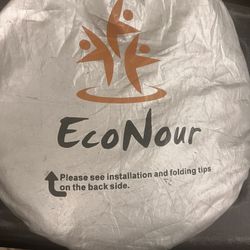 EcoNour
Please see installation and folding tips
on the back side.